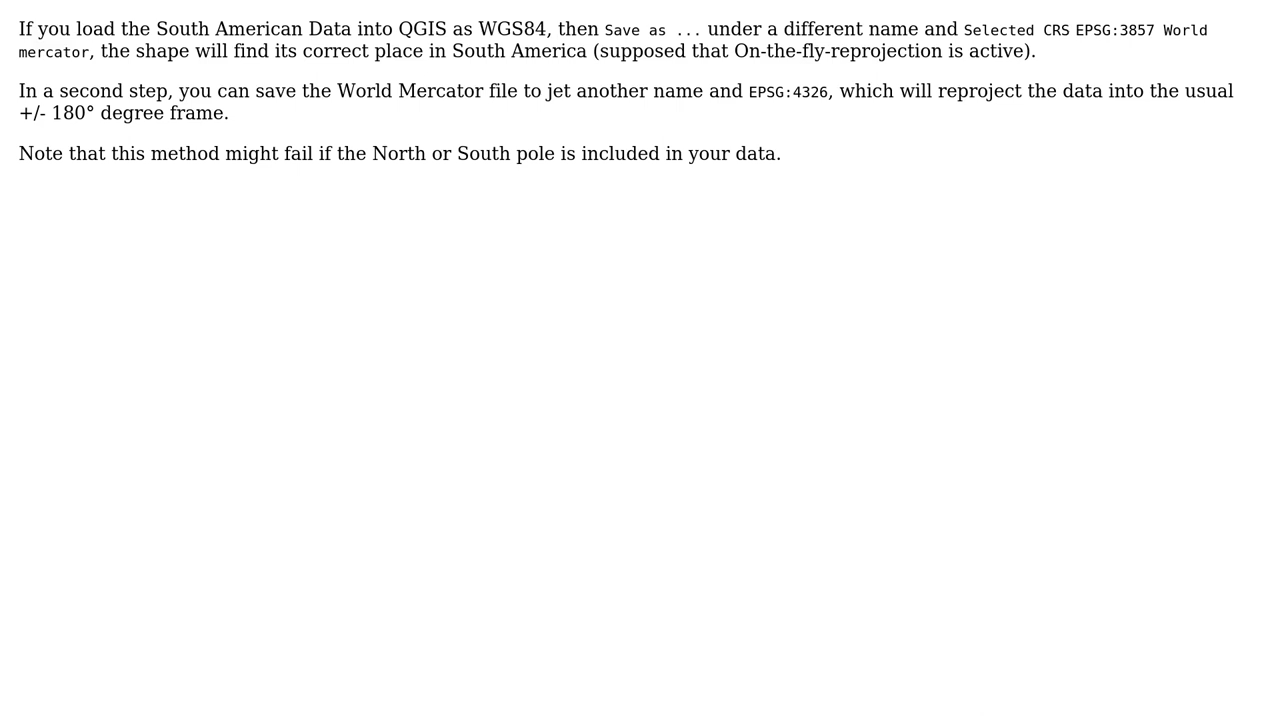 If you load the South American Data into QGIS as WGS84, then Save as ... under a different name and Selected CRS EPSG:3857 World
mercator, the shape will find its correct place in South America (supposed that On-the-fly-reprojection is active).
In a second step, you can save the World Mercator file to jet another name and EPSG:4326, which will reproject the data into the usual
+/- 180° degree frame.
Note that this method might fail if the North or South pole is included in your data.